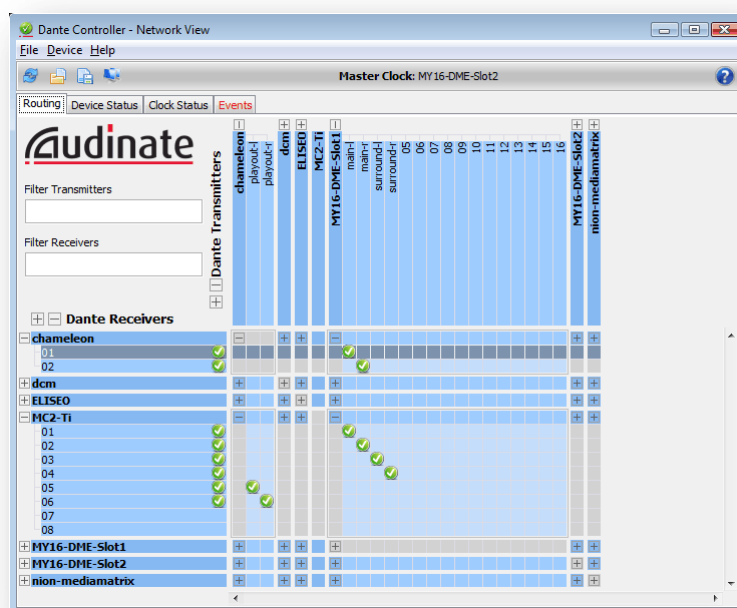 Dante Controller - Network View
File Device Help
Master Clock: MY16-DME-Slot2
Routing Device Status Clock Status Events
Audinate
Filter Transmitters
Filter Receivers
Dante Transmitters
chameleon
playout-l
playout-r
dcm
ELISEO
MC2-Ti
MY16-DME-Slot1
main-l
main-r
surround-l
surround-r
05
06
07
08
09
10
11
12
13
14
15
16
MY16-DME-Slot2
nion-mediamatrix
Dante Receivers
chameleon
01
02
dcm
ELISEO
MC2-Ti
01
02
03
04
05
06
07
08
MY16-DME-Slot1
MY16-DME-Slot2
nion-mediamatrix